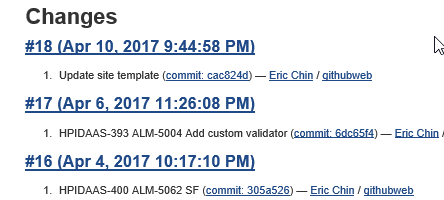 Changes
#18 (Apr 10, 2017 9:44:58 PM)
1. Update site template (commit: cac824d) — Eric Chin / githubweb
#17 (Apr 6, 2017 11:26:08 PM)
1. HPIDAAS-393 ALM-5004 Add custom validator (commit: 6dc65f4) — Eric Chin /
#16 (Apr 4, 2017 10:17:10 PM)
1. HPIDAAS-400 ALM-5062 SF (commit: 305a526) — Eric Chin / githubweb